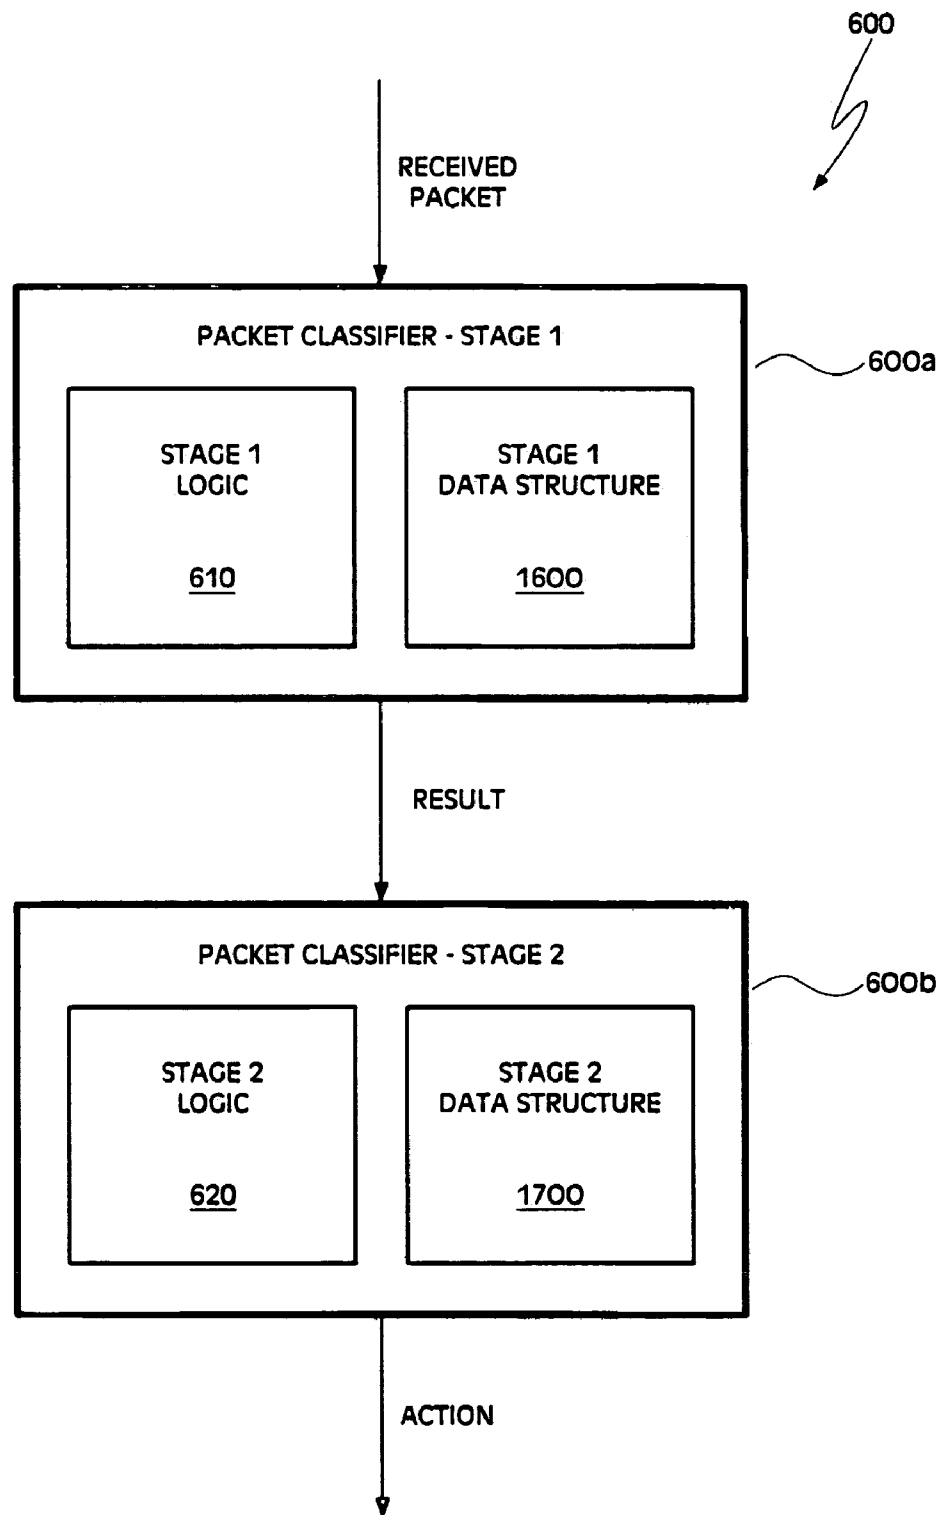 600
RECEIVED
PACKET
PACKET CLASSIFIER - STAGE 1
600a
STAGE 1
LOGIC
610
STAGE 1
DATA STRUCTURE
1600
RESULT
PACKET CLASSIFIER - STAGE 2
600b
STAGE 2
LOGIC
620
STAGE 2
DATA STRUCTURE
1700
ACTION